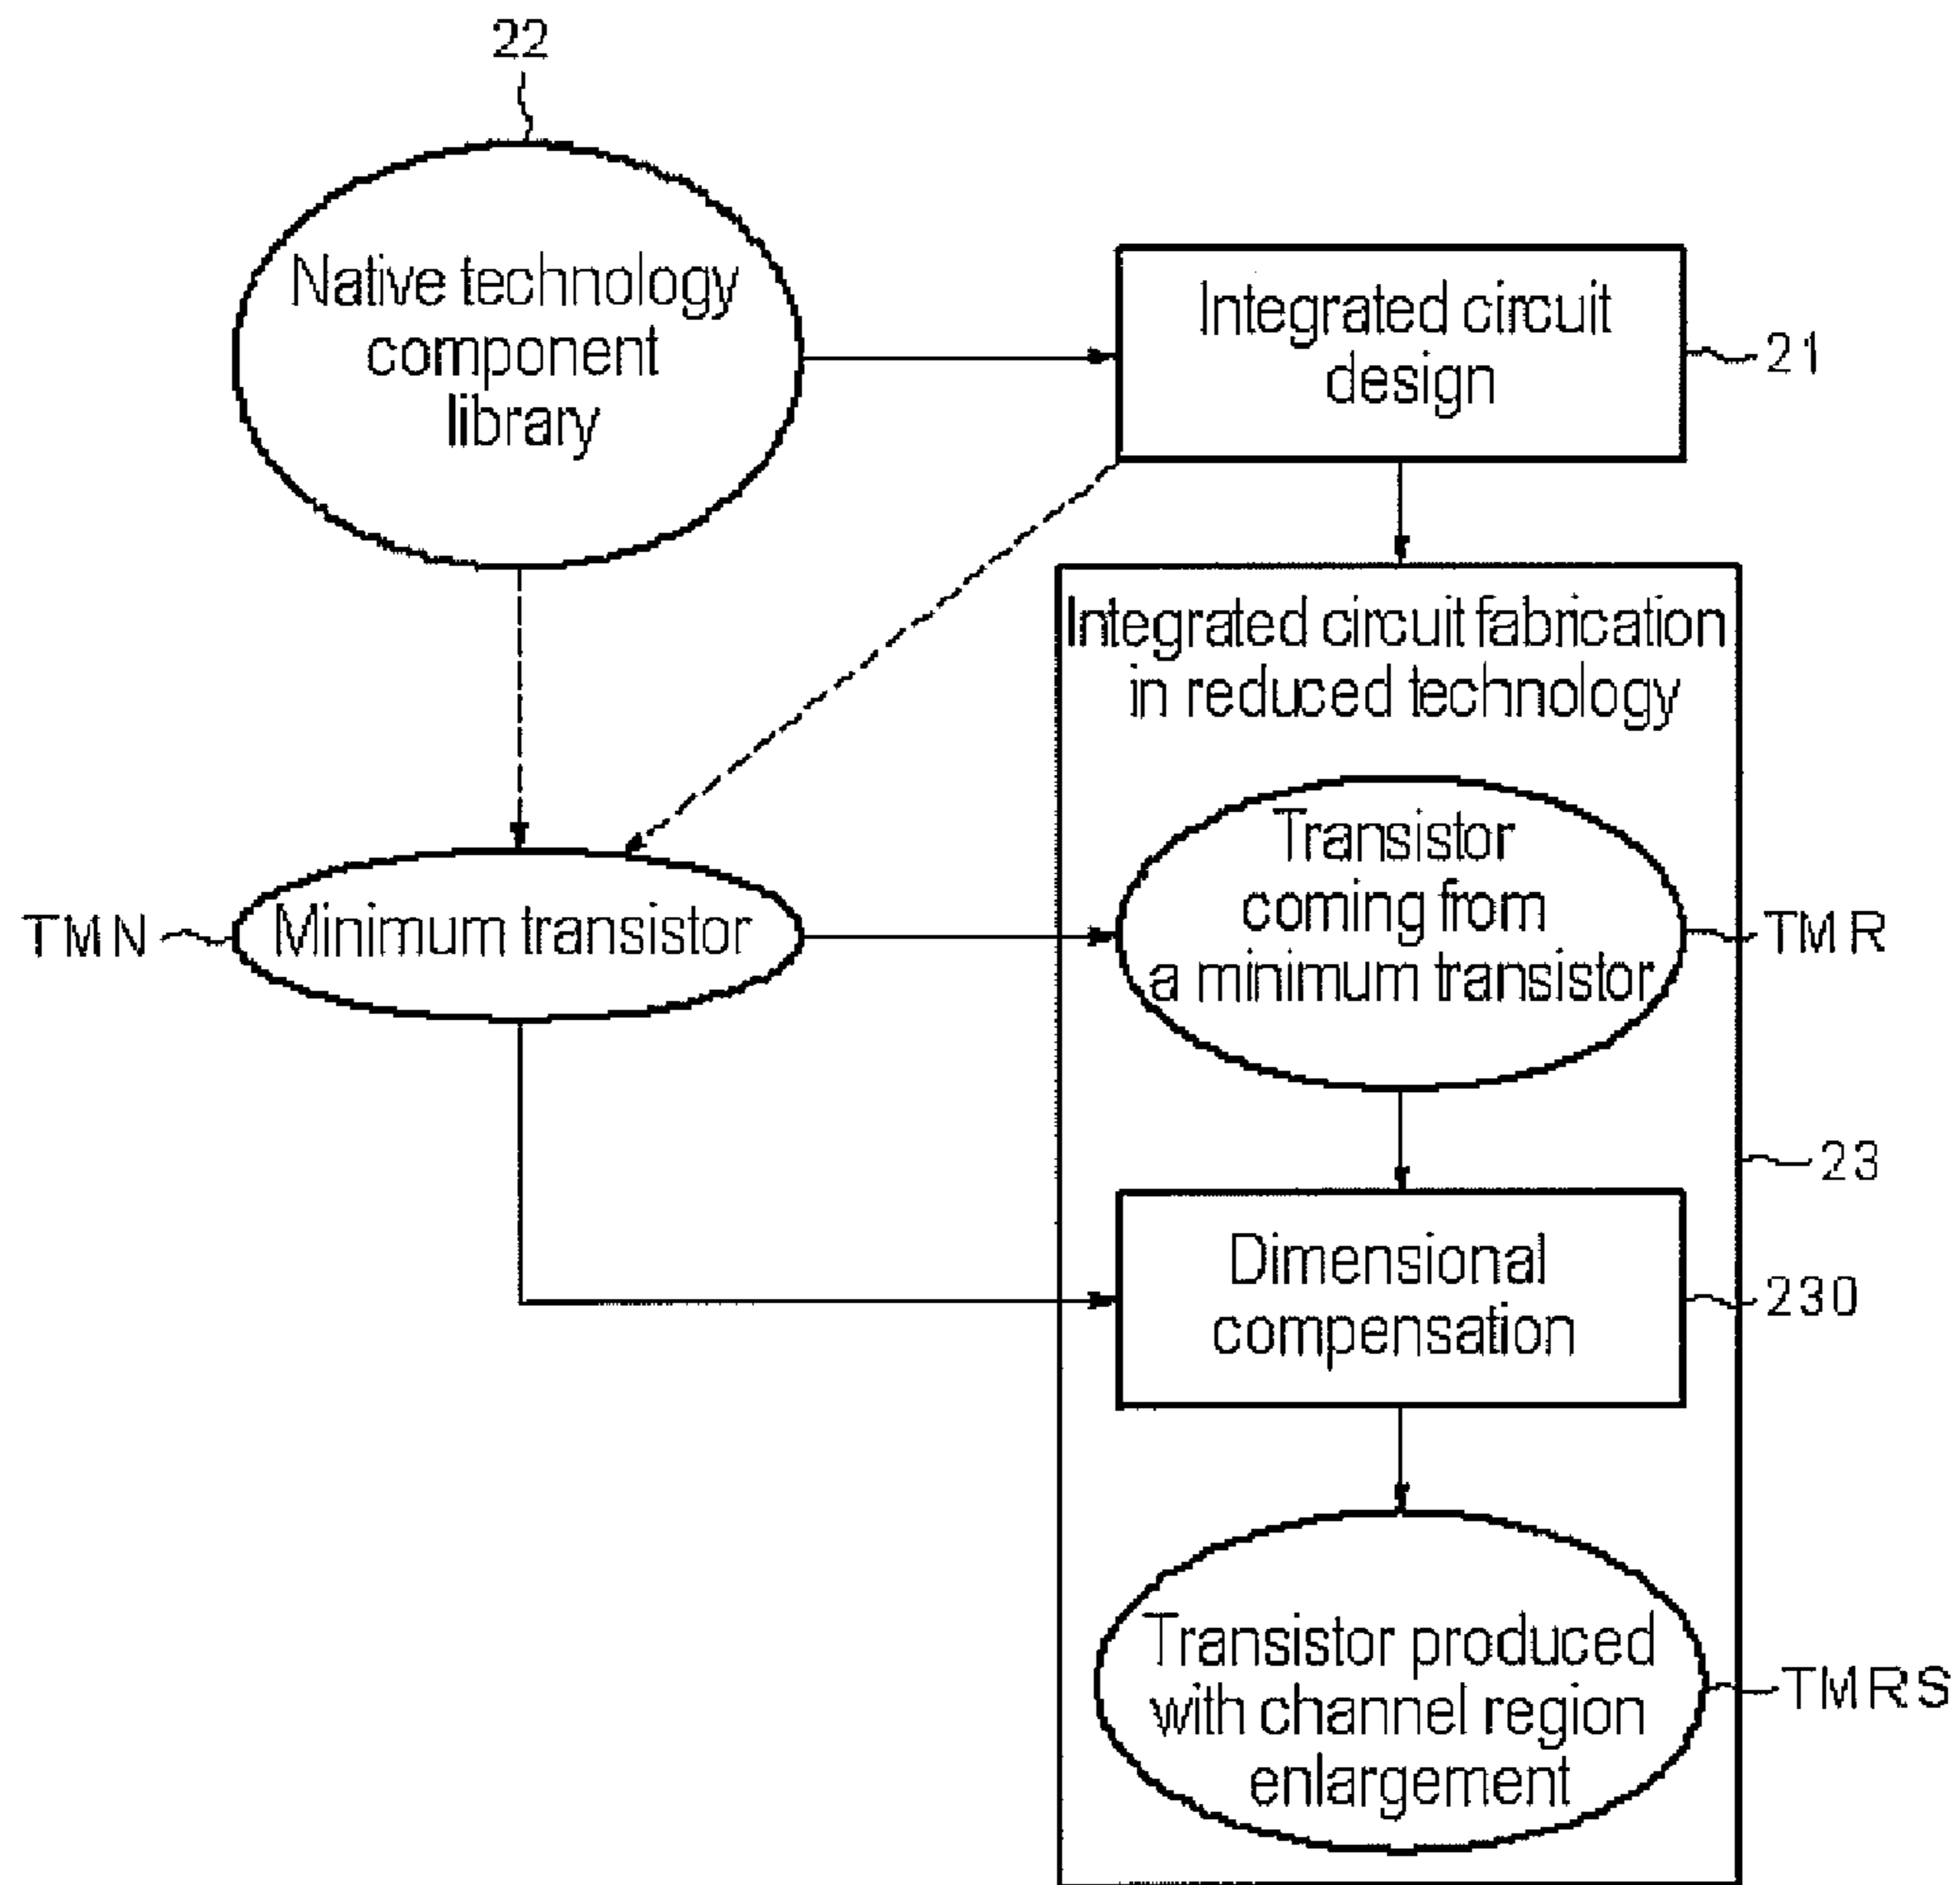 22
Native technology
component
library
Integrated circuit
design
21
Integrated circuit fabrication
in reduced technology
Transistor
coming from
a minimum transistor
TMN
Minimum transistor
TMR
23
Dimensional
compensation
230
Transistor produced
with channel region
enlargement
TMRS